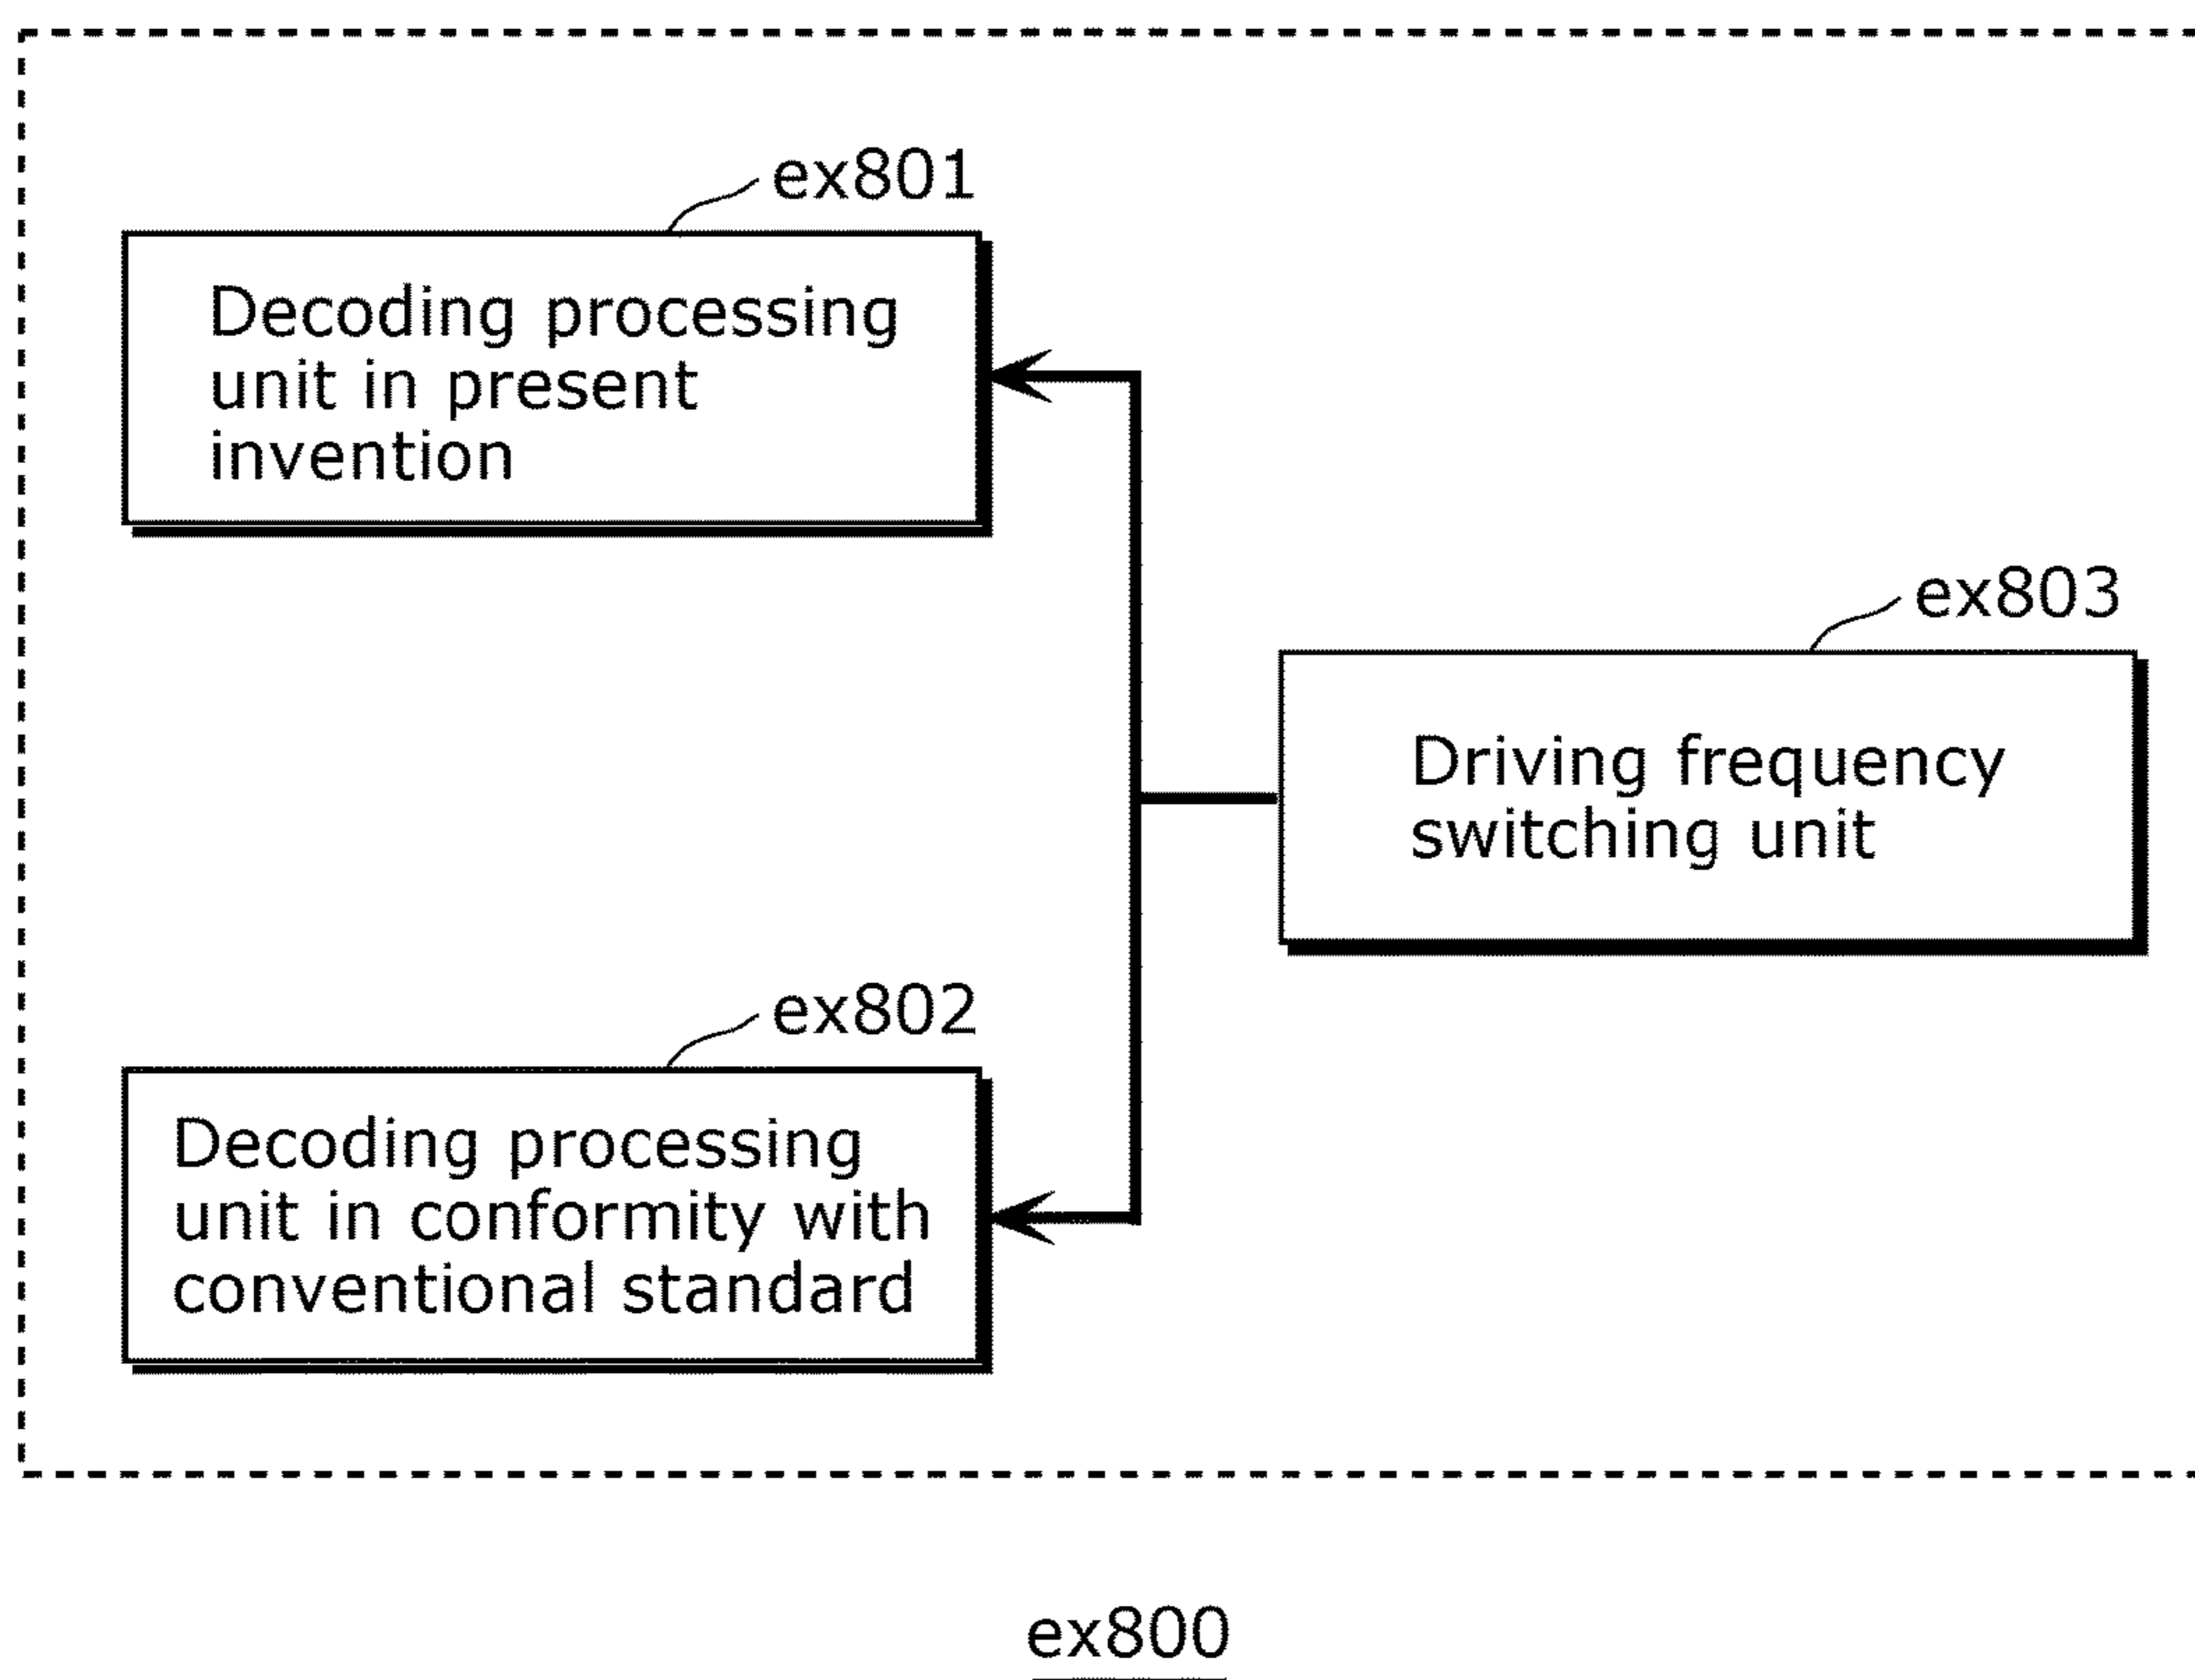 ex801
Decoding processing
unit in present
invention
ex803
Driving frequency
switching unit
ex802
Decoding processing
unit in conformity with
conventional standard
ex800